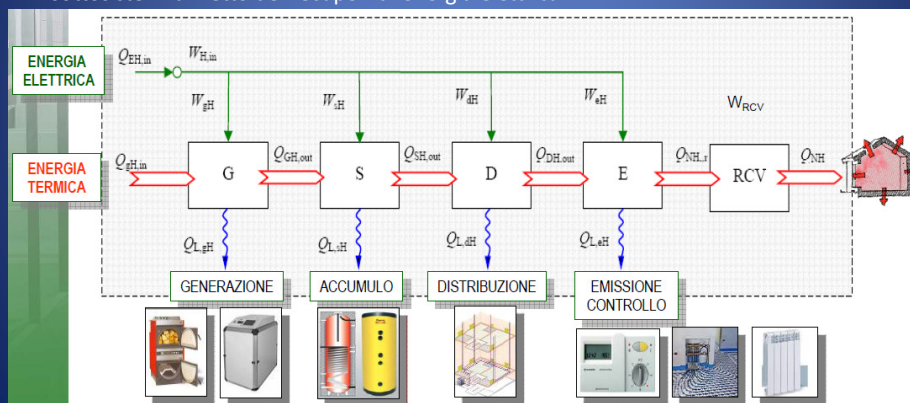 ENERGIA
ELETTRICA
Q_EH,in
W_H,in
W_gH
W_sH
W_dH
W_eH
W_RCV
ENERGIA
TERMICA
Q_gH,in
G
Q_GH,out
S
Q_SH,out
D
Q_DH,out
E
Q_NH,r
RCV
Q_NH
Q_L,gH
Q_L,sH
Q_L,dH
Q_L,eH
GENERAZIONE
ACCUMULO
DISTRIBUZIONE
EMISSIONE
CONTROLLO